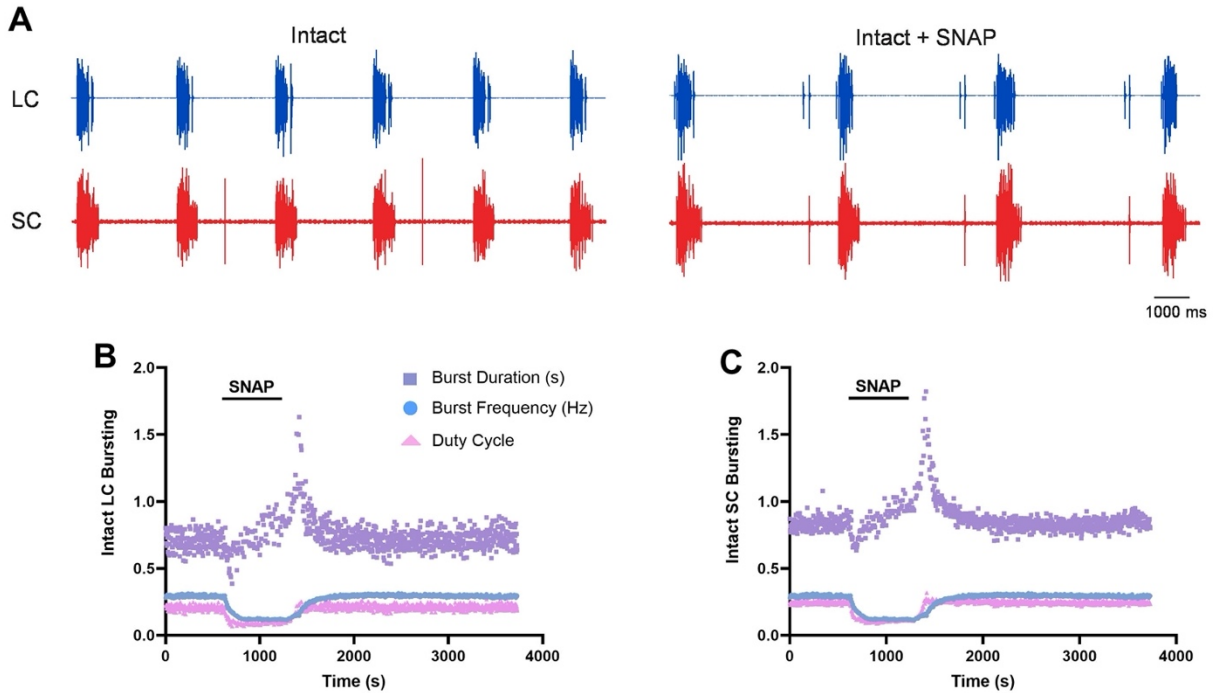 A
Intact
Intact + SNAP
LC
SC
1000 ms
B
2.0
1.5
1.0
0.5
0.0
Intact LC Bursting
SNAP
Burst Duration (s)
Burst Frequency (Hz)
Duty Cycle
0 1000 2000 3000 4000
Time (s)
C
2.0
1.5
1.0
0.5
0.0
Intact SC Bursting
SNAP
0 1000 2000 3000 4000
Time (s)